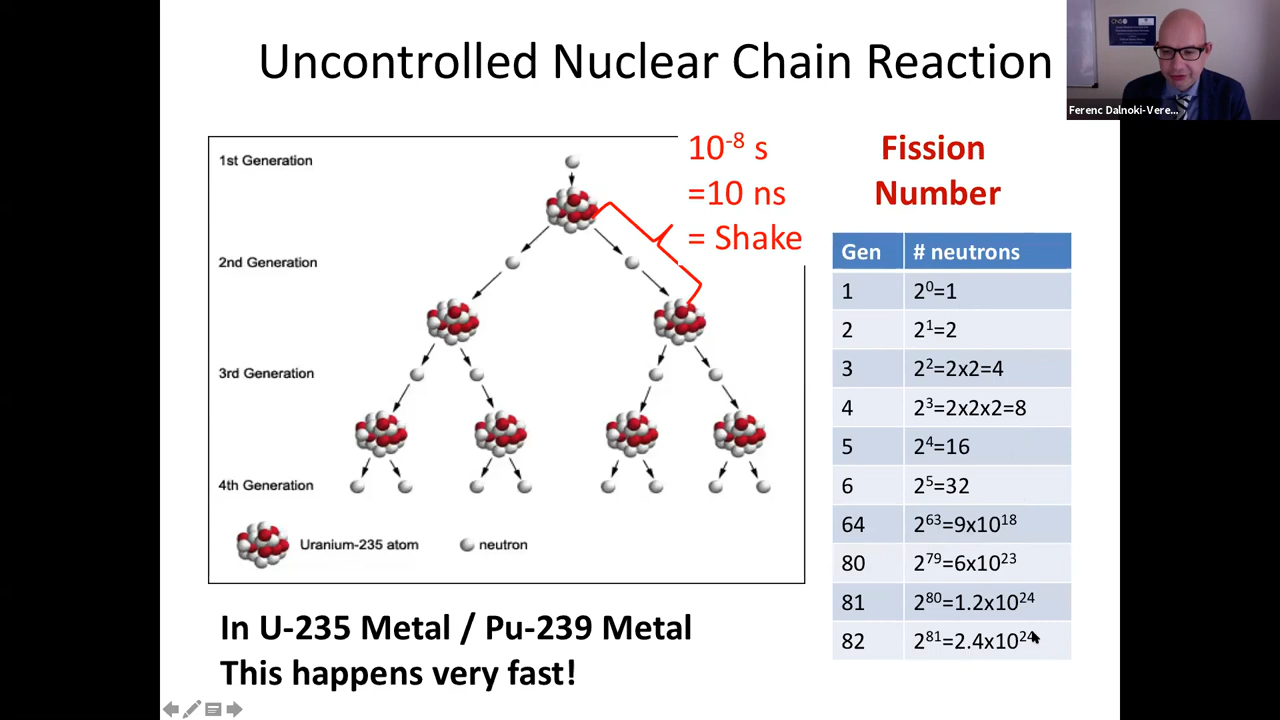 Uncontrolled Nuclear Chain Reaction
Ferenc Dalnoki-Vere...
1st Generation
2nd Generation
3rd Generation
4th Generation
Uranium-235 atom
neutron
10⁻⁸ s
=10 ns
= Shake
Fission
Number
Gen # neutrons
1 2⁰=1
2 2¹=2
3 2²=2x2=4
4 2³=2x2x2=8
5 2⁴=16
6 2⁵=32
64 2⁶³=9x10¹⁸
80 2⁷⁹=6x10²³
81 2⁸⁰=1.2x10²⁴
82 2⁸¹=2.4x10²⁴
In U-235 Metal / Pu-239 Metal
This happens very fast!